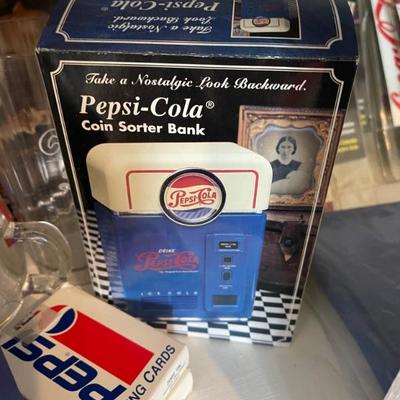 Take a Nostalgic
Look Backward.
Pepsi-Cola®
Take a Nostalgic Look Backward.
Pepsi-Cola®
Coin Sorter Bank
PEPSI-COLA
DRINK
PEPSI-COLA
ICE COLD
PEPSI
NG CARDS